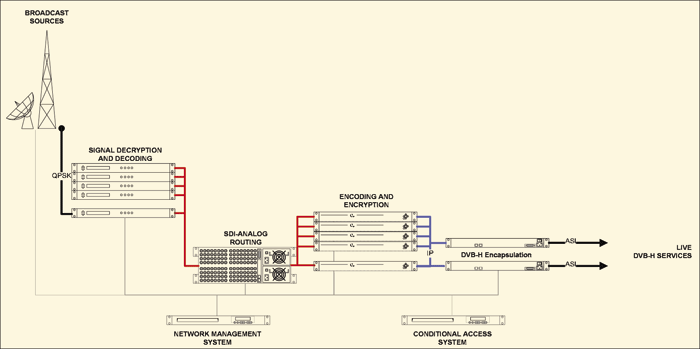 BROADCAST
SOURCES
SIGNAL DECRYPTION
AND DECODING
QPSK
ENCODING AND
ENCRYPTION
SDI-ANALOG
ROUTING
IP
DVB-H Encapsulation
ASI
ASI
LIVE
DVB-H SERVICES
NETWORK MANAGEMENT
SYSTEM
CONDITIONAL ACCESS
SYSTEM